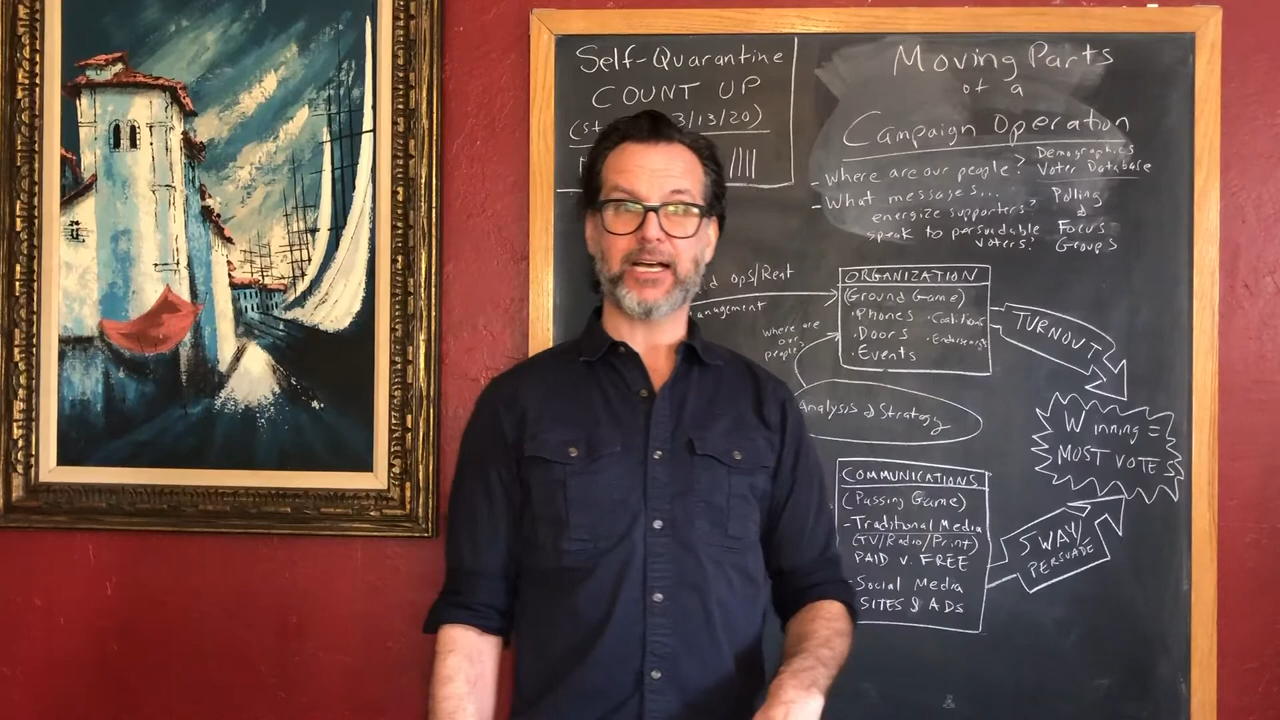 Self-Quarantine
COUNT UP
3/13/20)
Moving Parts
of a
Campaign Operation
- Where are our people? Demographics
Voter Database
- What messages...
energize supporters?
speak to persuadable
voters?
Polling
&
Focus
Groups
ops/Rent
where are
our
people?
ORGANIZATION
(Ground Game)
·Phones ·Coalitions
·Doors
·Events
TURNOUT
Analysis & Strategy
Winning =
MOST VOTES
COMMUNICATIONS
(Passing Game)
- Traditional Media
(TV/Radio/Print)
PAID v. FREE
- Social Media
SITES & ADs
SWAY/
PERSUADE